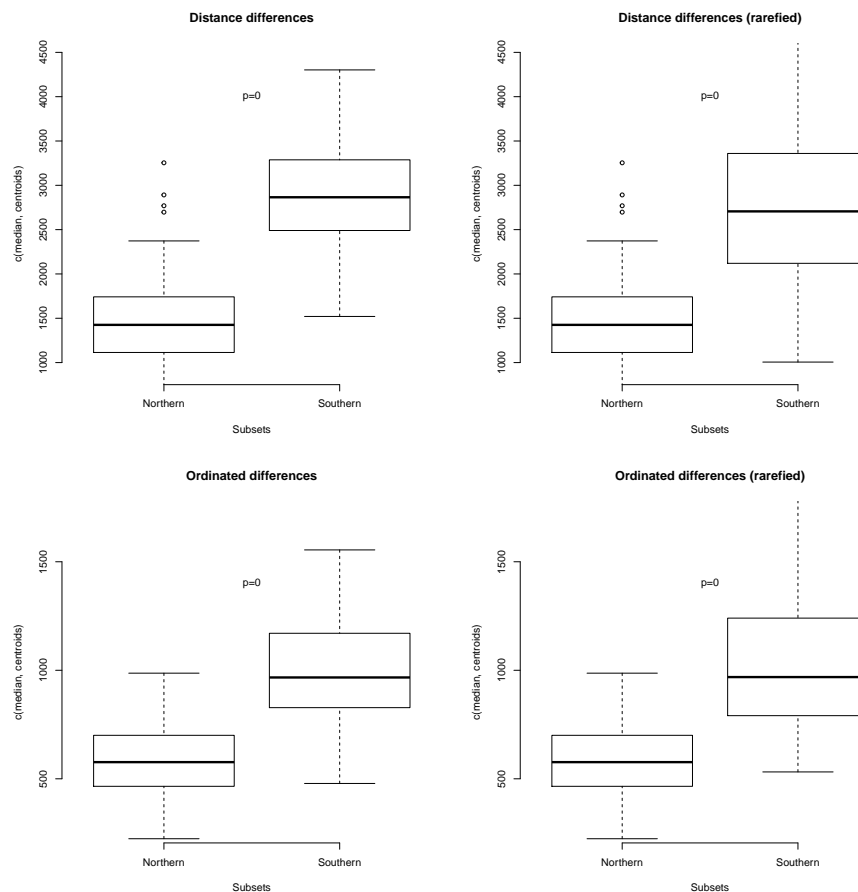 Distance differences
c(median, centroids)
4500
4000
3500
3000
2500
2000
1500
1000
p=0
Northern
Southern
Subsets
Distance differences (rarefied)
c(median, centroids)
4500
4000
3500
3000
2500
2000
1500
1000
p=0
Northern
Southern
Subsets
Ordinated differences
c(median, centroids)
1500
1000
500
p=0
Northern
Southern
Subsets
Ordinated differences (rarefied)
c(median, centroids)
1500
1000
500
p=0
Northern
Southern
Subsets